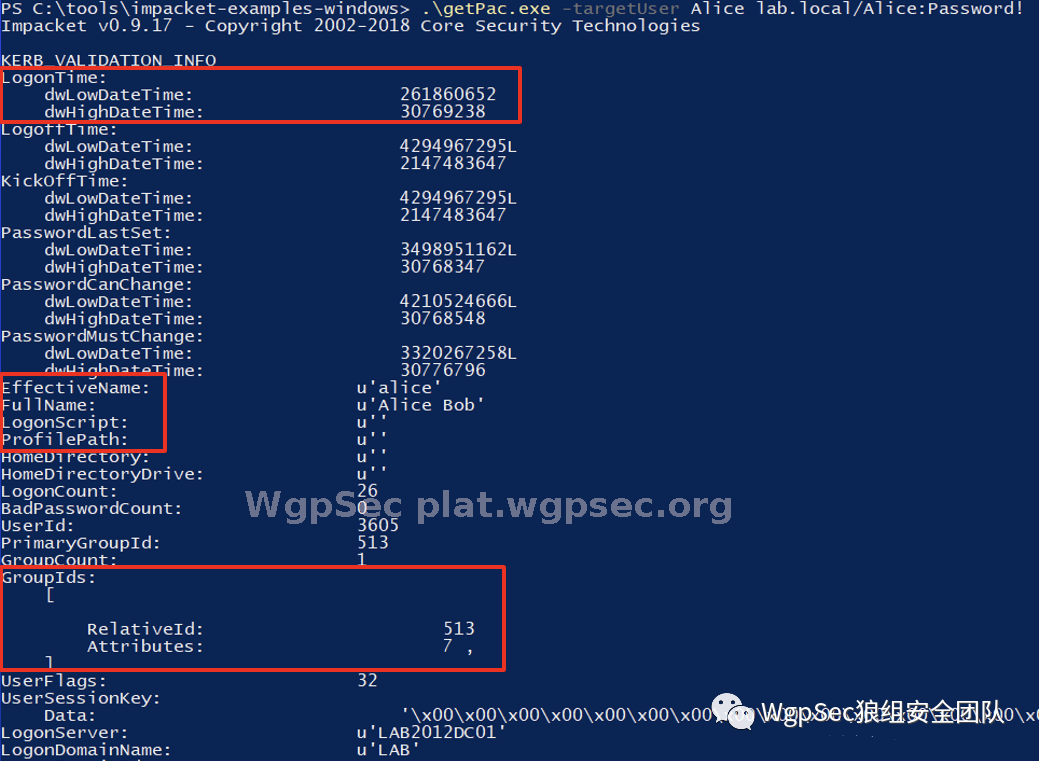 PS C:\tools\impacket-examples-windows> .\getPac.exe -targetUser Alice lab.local/Alice:Password!
Impacket v0.9.17 - Copyright 2002-2018 Core Security Technologies
KERB_VALIDATION_INFO
LogonTime:
dwLowDateTime: 261860652
dwHighDateTime: 30769238
LogoffTime:
dwLowDateTime: 4294967295L
dwHighDateTime: 2147483647
KickOffTime:
dwLowDateTime: 4294967295L
dwHighDateTime: 2147483647
PasswordLastSet:
dwLowDateTime: 3498951162L
dwHighDateTime: 30768347
PasswordCanChange:
dwLowDateTime: 4210524666L
dwHighDateTime: 30768548
PasswordMustChange:
dwLowDateTime: 3320267258L
dwHighDateTime: 30776796
EffectiveName: u'alice'
FullName: u'Alice Bob'
LogonScript: u''
ProfilePath: u''
HomeDirectory: u''
HomeDirectoryDrive: u''
LogonCount: 26
BadPasswordCount: 0
WgpSec plat.wgpsec.org
UserId: 3605
PrimaryGroupId: 513
GroupCount: 1
GroupIds:
[
RelativeId: 513
Attributes: 7 ,
]
UserFlags: 32
UserSessionKey:
Data: '\x00\x00\x00\x00\x00\x00\x00
WgpSec狼组安全团队
LogonServer: u'LAB2012DC01'
LogonDomainName: u'LAB'